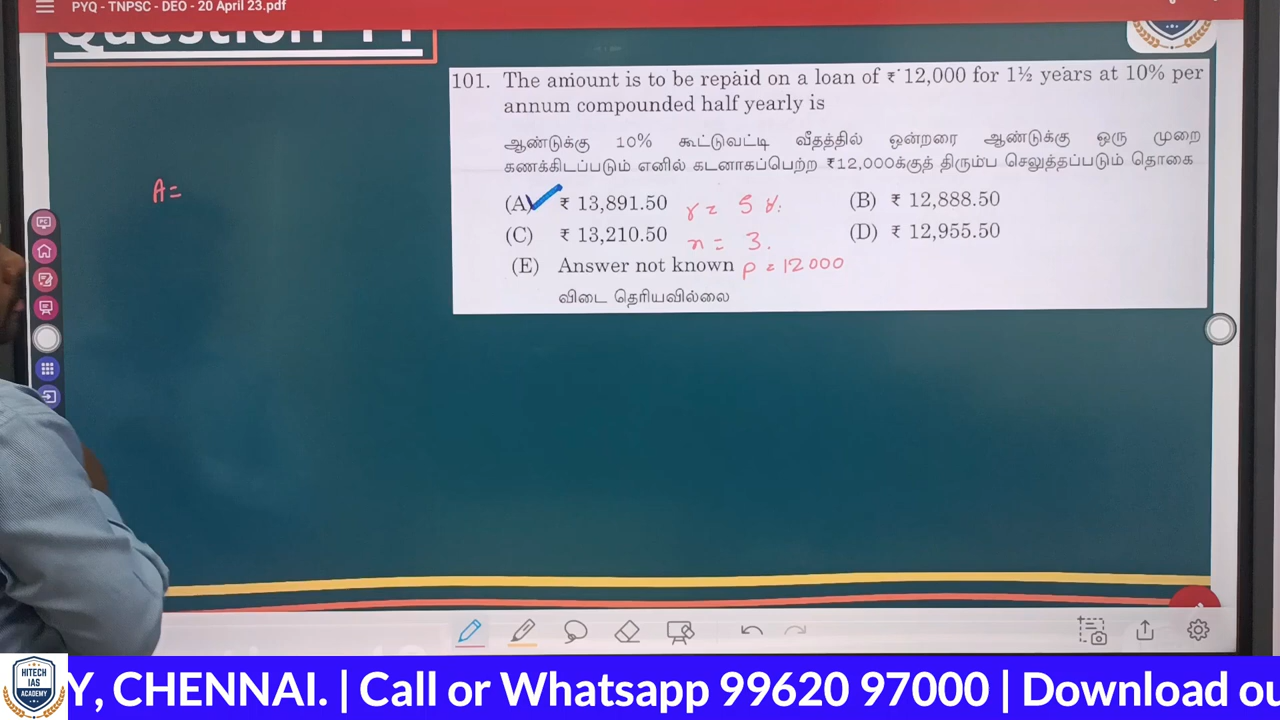 PYQ - TNPSC - DEO - 20 April 23.pdf
101. The amount is to be repaid on a loan of ₹ 12,000 for 1½ years at 10% per
annum compounded half yearly is
ஆண்டுக்கு 10% கூட்டுவட்டி வீதத்தில் ஒன்றரை ஆண்டுக்கு ஒரு முறை
கணக்கிடப்படும் எனில் கடனாகப்பெற்ற ₹12,000க்குத் திரும்ப செலுத்தப்படும் தொகை
A =
(A) ₹ 13,891.50 r = 5 %. (B) ₹ 12,888.50
(C) ₹ 13,210.50 n = 3. (D) ₹ 12,955.50
(E) Answer not known p = 12000
விடை தெரியவில்லை
HITECH
IAS
ACADEMY
Y, CHENNAI. | Call or Whatsapp 99620 97000 | Download ou